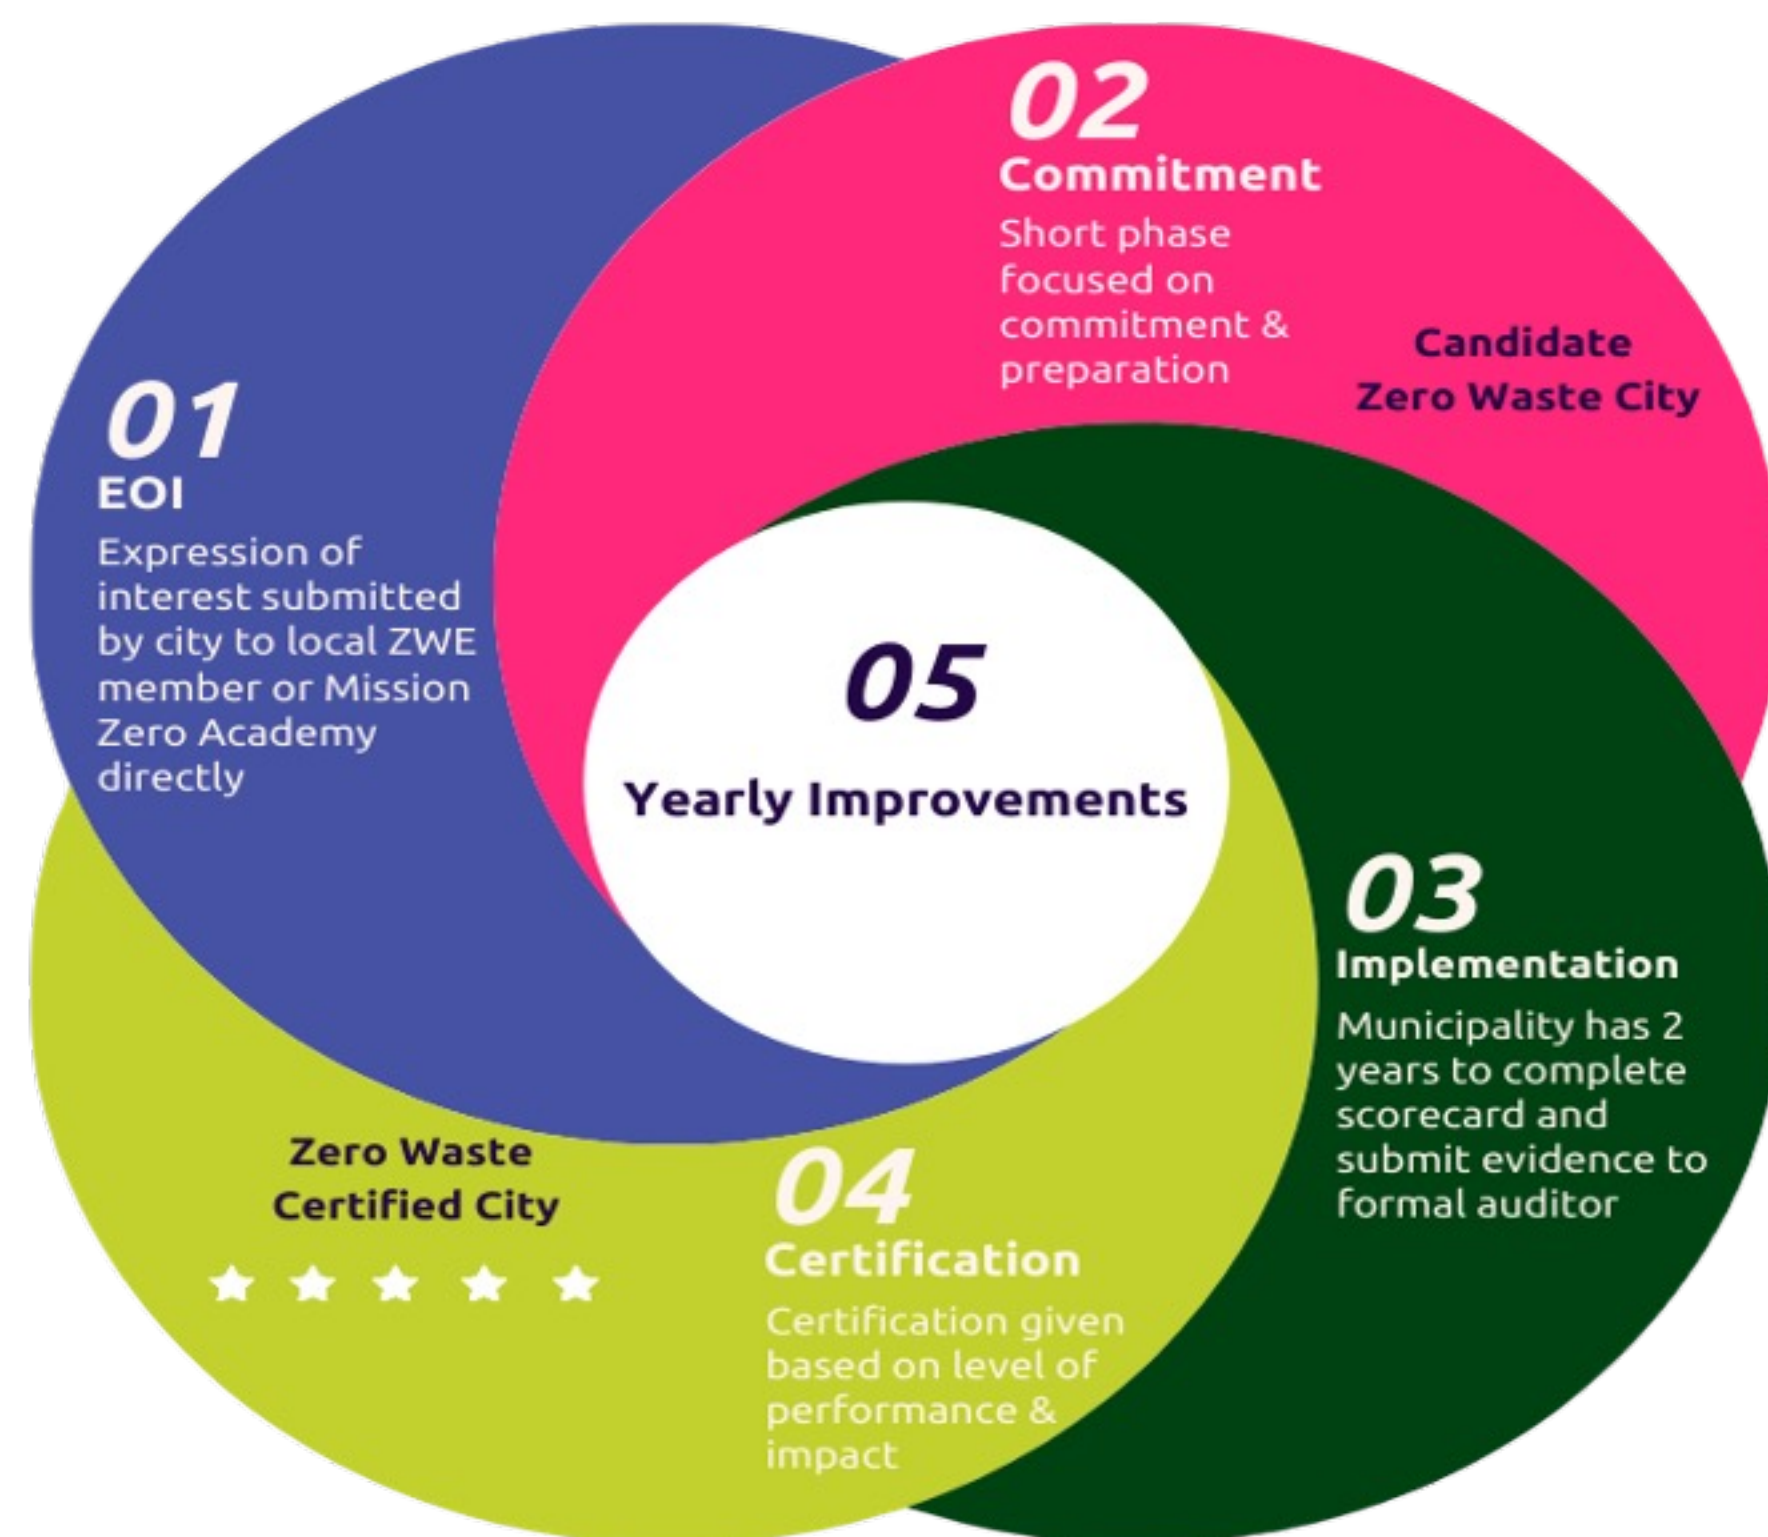 01
EOI
Expression of
interest submitted
by city to local ZWE
member or Mission
Zero Academy
directly
02
Commitment
Short phase
focused on
commitment &
preparation
Candidate
Zero Waste City
03
Implementation
Municipality has 2
years to complete
scorecard and
submit evidence to
formal auditor
04
Certification
Certification given
based on level of
performance &
impact
Zero Waste
Certified City
05
Yearly Improvements